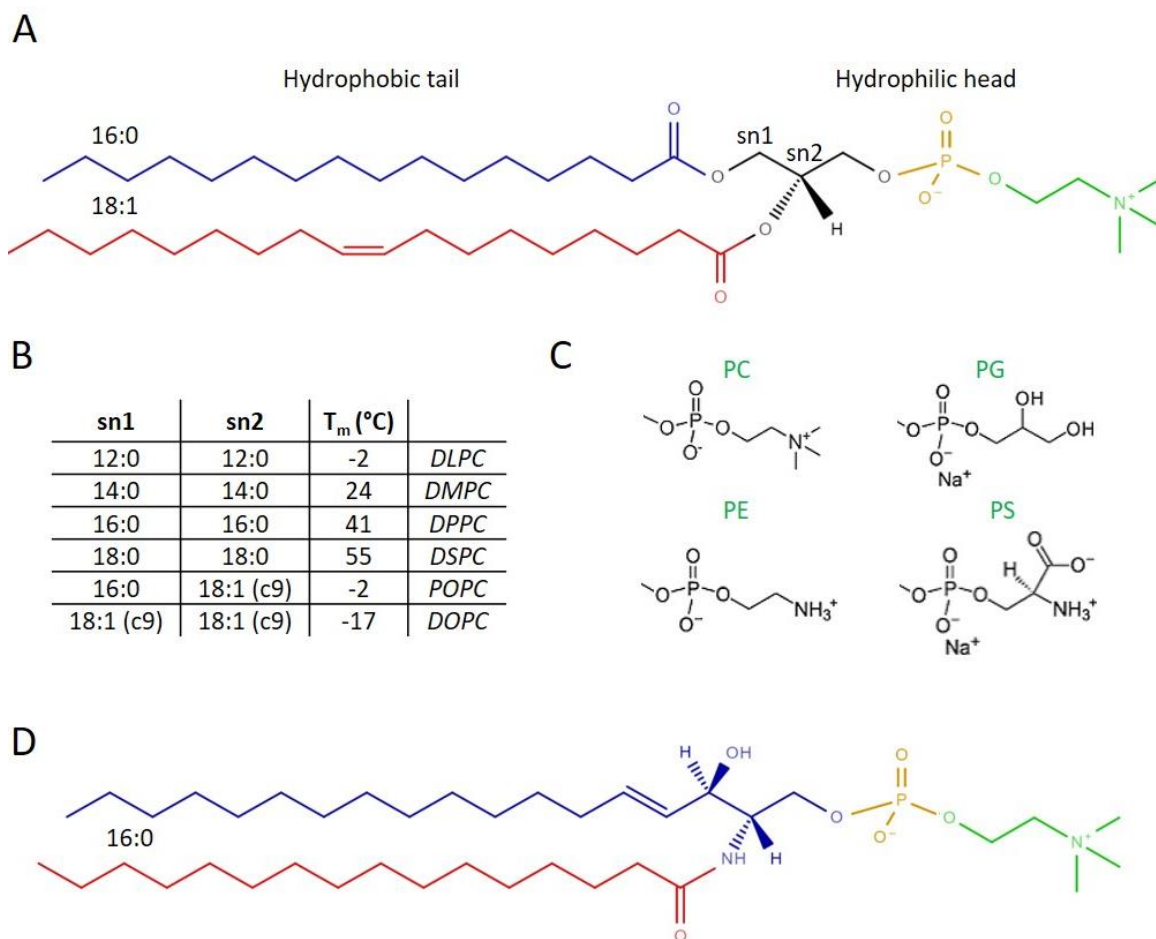 A
Hydrophobic tail Hydrophilic head
16:0
O
sn1
sn2
O
O
O
P
O⁻
O
N⁺
18:1
O
H
O
B
sn1 sn2 Tm (°C)
12:0 12:0 -2 DLPC
14:0 14:0 24 DMPC
16:0 16:0 41 DPPC
18:0 18:0 55 DSPC
16:0 18:1 (c9) -2 POPC
18:1 (c9) 18:1 (c9) -17 DOPC
C
PC
O
O P O
O⁻
N⁺
PG
O
O P O
O⁻
Na⁺
OH
OH
PE
O
O P O
O⁻
NH₃⁺
PS
O
O P O
O⁻
Na⁺
H
O
O⁻
NH₃⁺
D
H OH
O
O
P
O⁻
O
N⁺
16:0
NH H
O